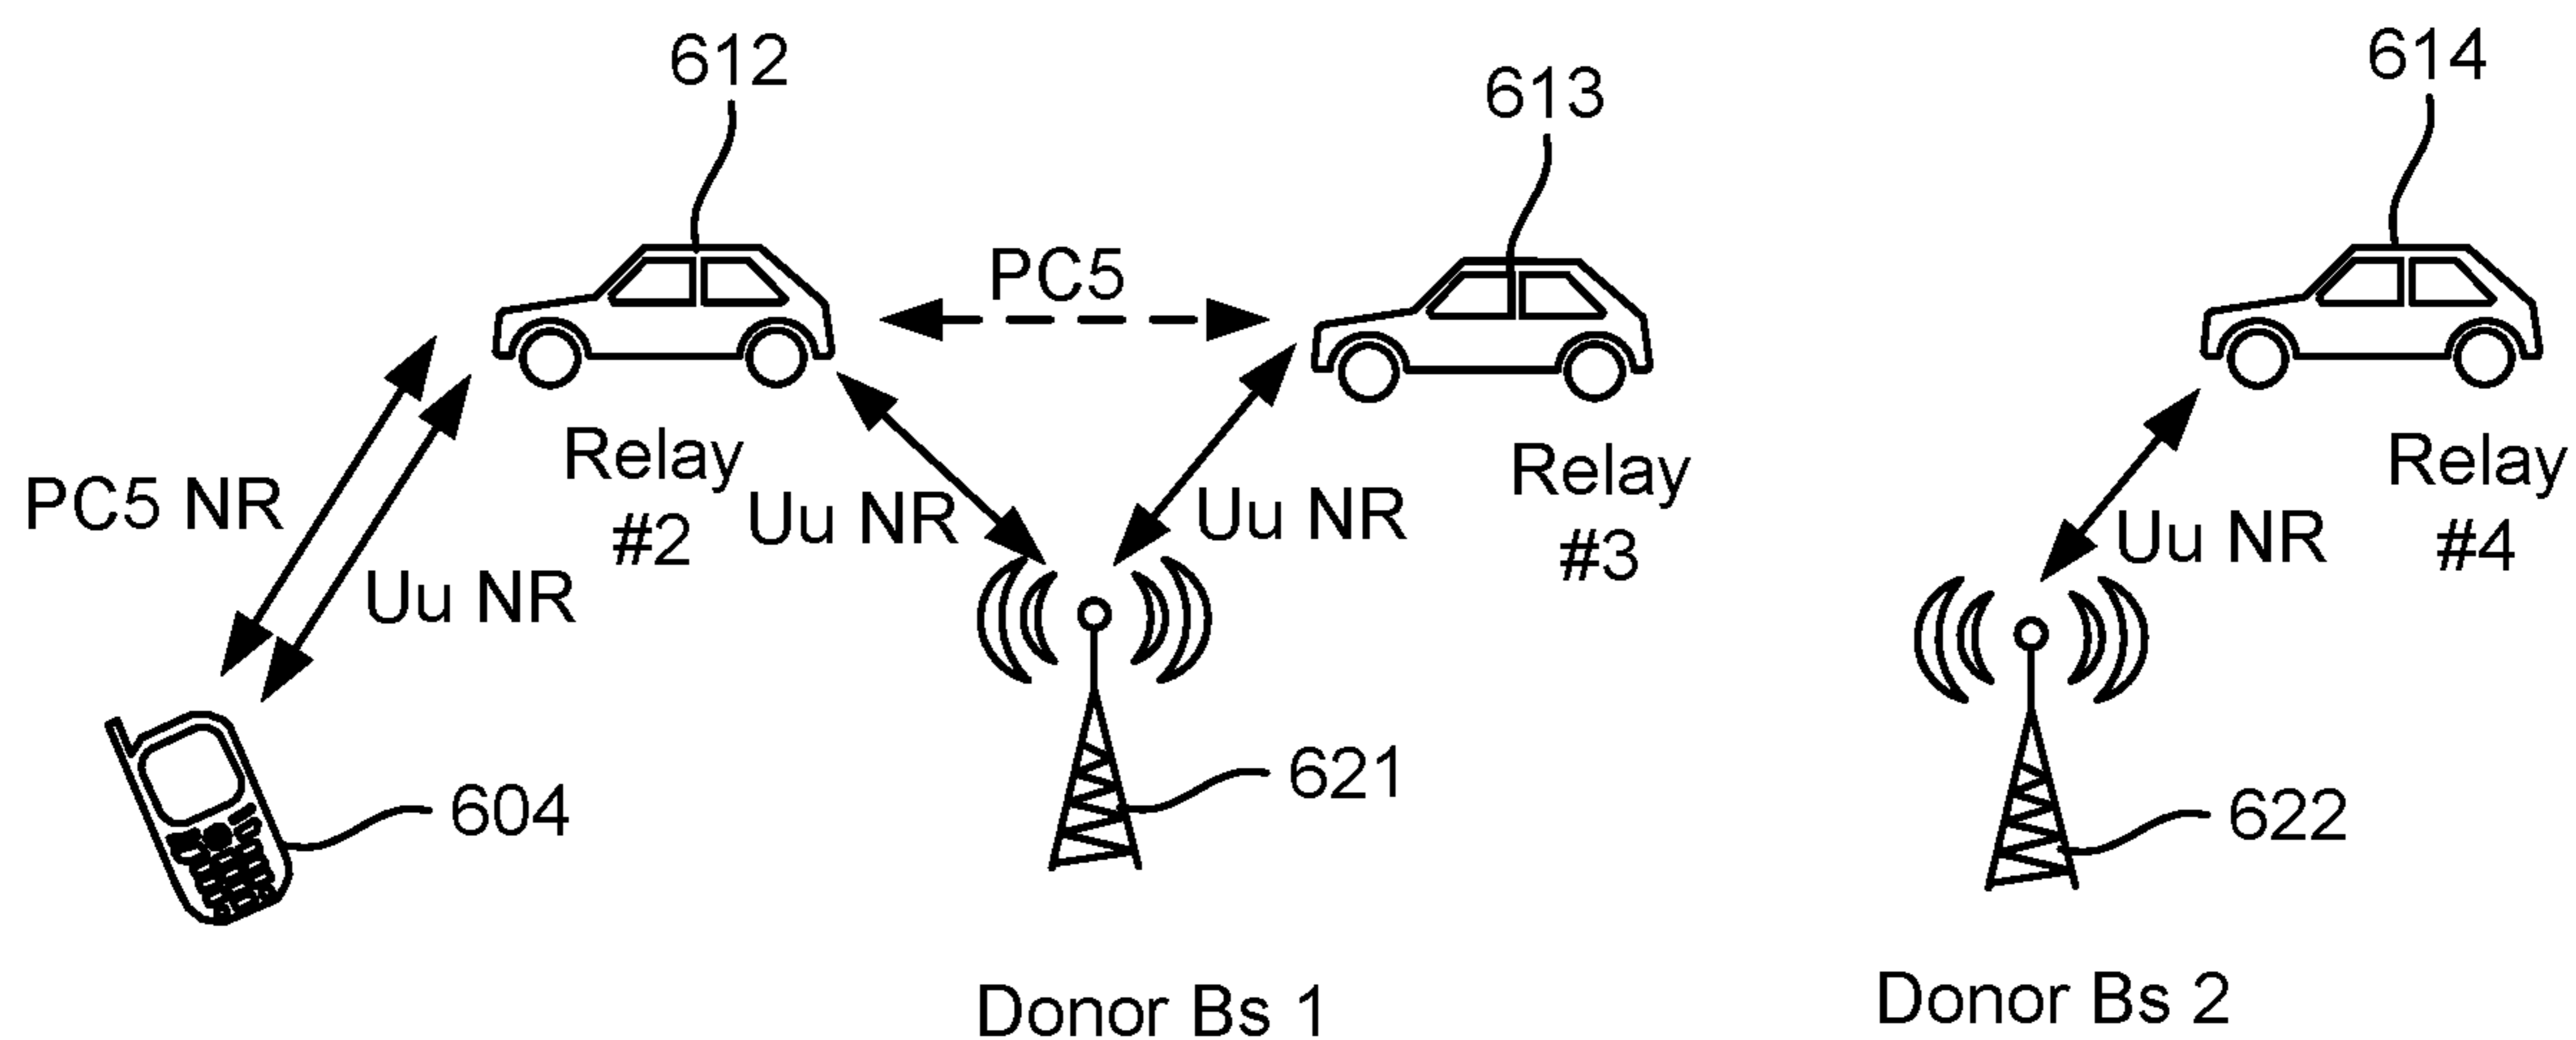 612
613
614
PC5
Relay
#2
Relay
#3
Relay
#4
PC5 NR
Uu NR
Uu NR
Uu NR
Uu NR
604
621
622
Donor Bs 1
Donor Bs 2